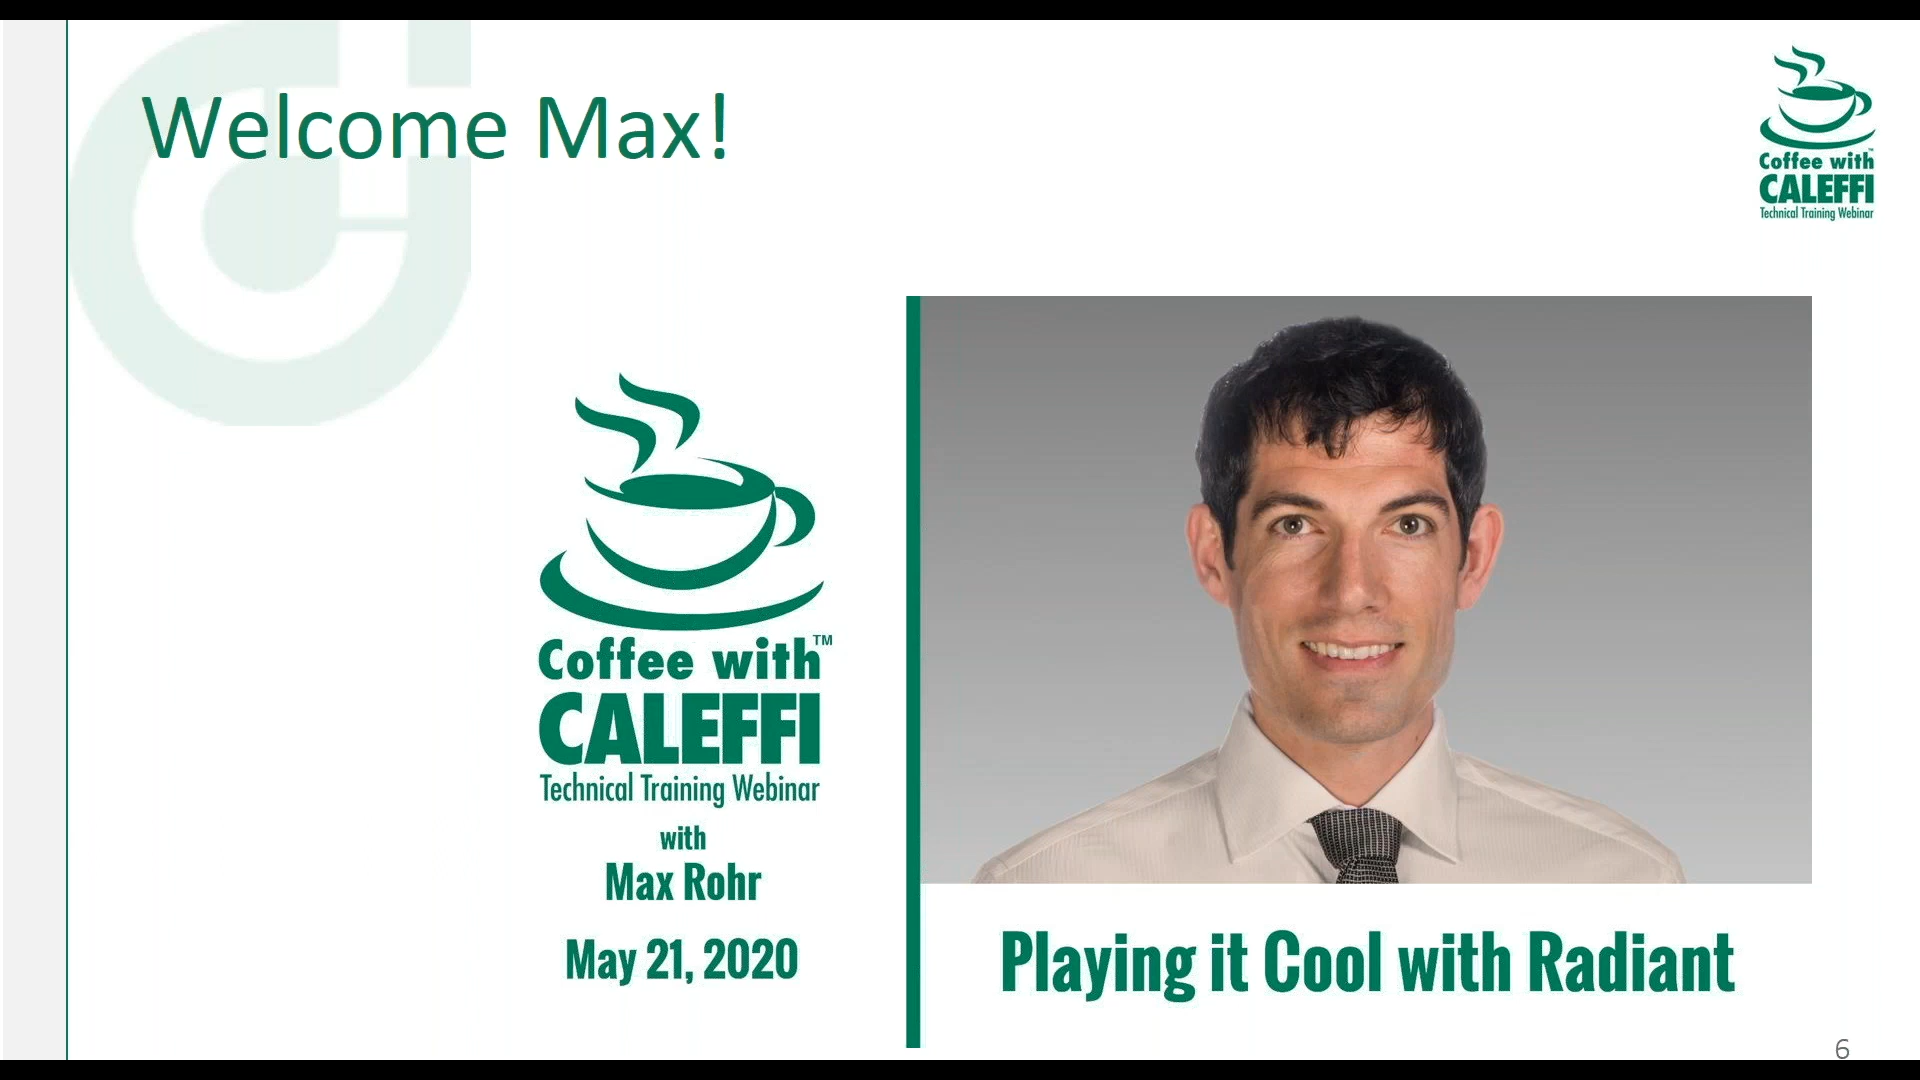 Welcome Max!
Coffee with™
CALEFFI
Technical Training Webinar
Coffee with™
CALEFFI
Technical Training Webinar
with
Max Rohr
May 21, 2020
Playing it Cool with Radiant
6